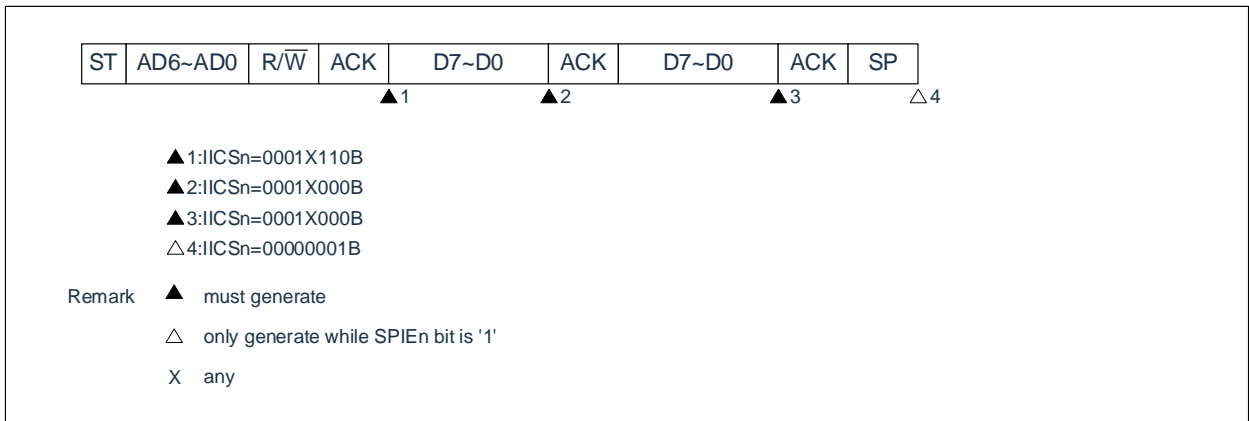 ST AD6~AD0 R/W̅ ACK D7~D0 ACK D7~D0 ACK SP
▲1 ▲2 ▲3 △4
▲1:IICSn=0001X110B
▲2:IICSn=0001X000B
▲3:IICSn=0001X000B
△4:IICSn=00000001B
Remark ▲ must generate
△ only generate while SPIEn bit is '1'
X any